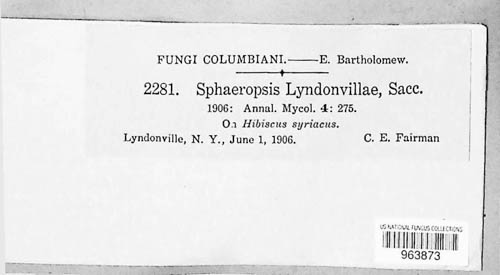 FUNGI COLUMBIANI.——E. Bartholomew.
2281. Sphaeropsis Lyndonvillae, Sacc.
1906: Annal. Mycol. 4: 275.
On Hibiscus syriacus.
Lyndonville, N. Y., June 1, 1906. C. E. Fairman
US NATIONAL FUNGUS COLLECTIONS
963873